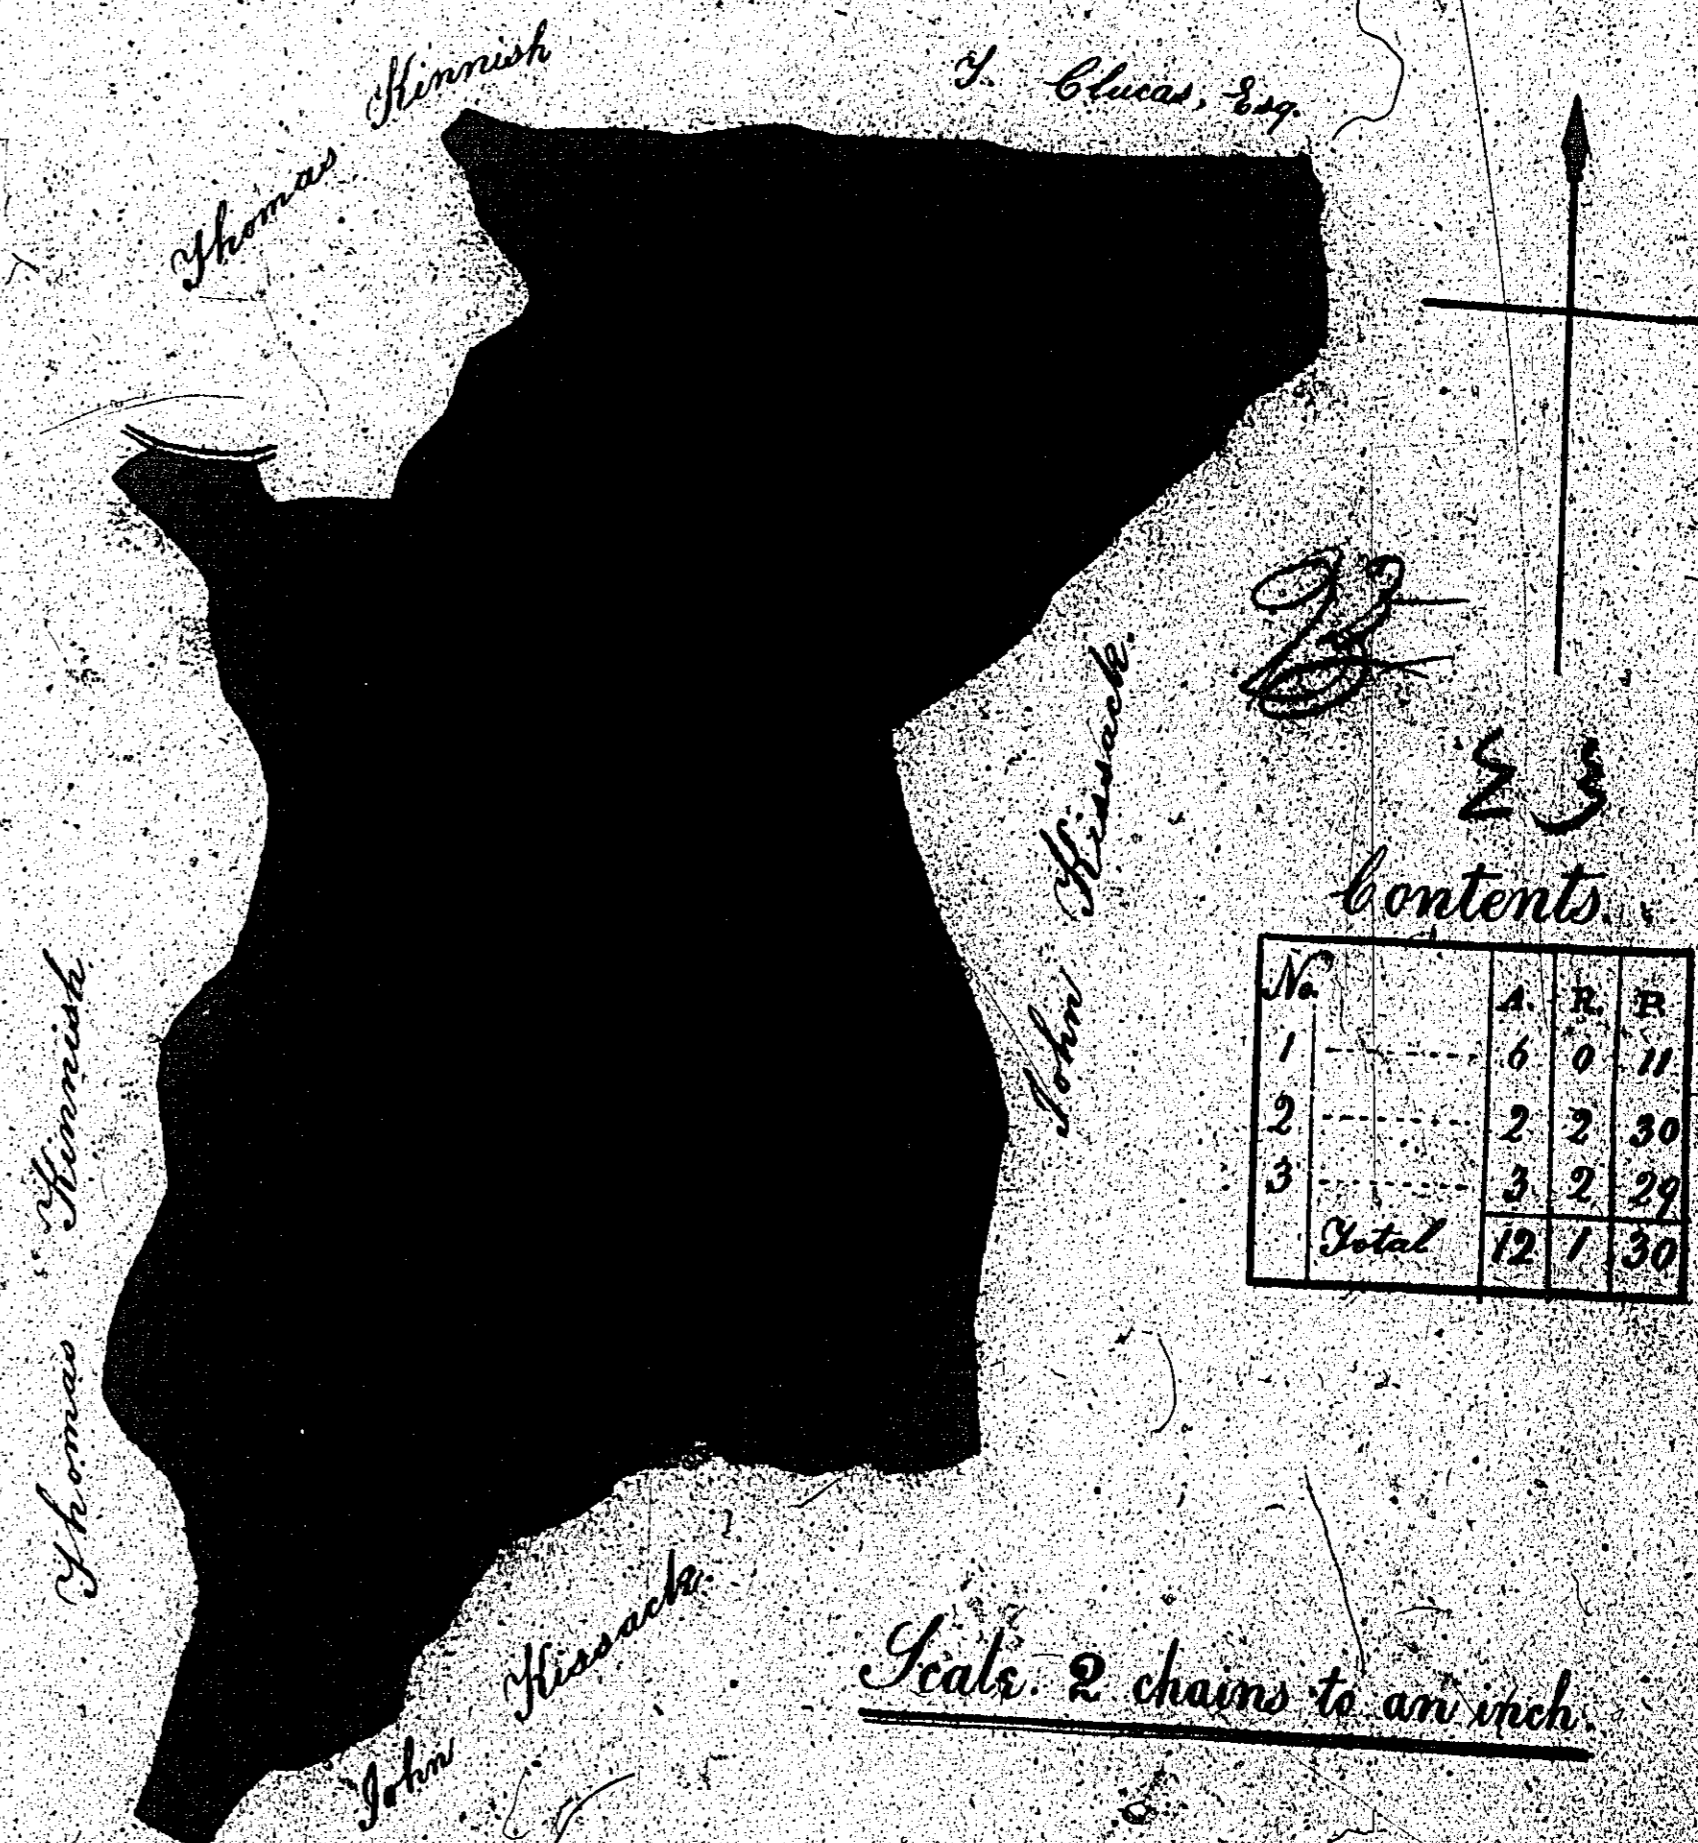 Thomas Kinnish
T. Clucas, Esq.
John Kissack.
Thomas Kinnish.
John Kissack.
Contents.
No. A. R. P.
1 6 0 11
2 2 2 30
3 3 2 29
Total 12 1 30
Scale. 2 chains to an inch.